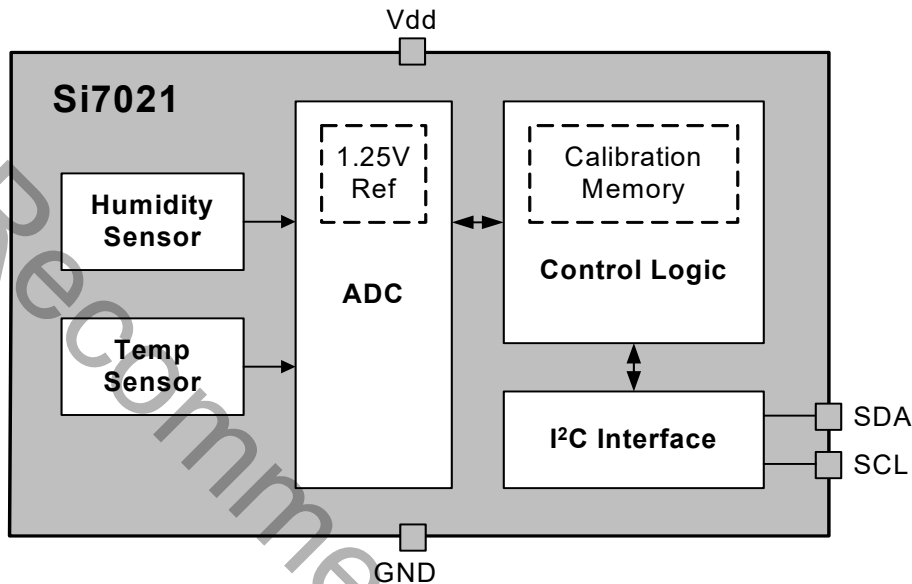 Vdd
Si7021
Humidity
Sensor
Temp
Sensor
1.25V
Ref
ADC
Calibration
Memory
Control Logic
I²C Interface
SDA
SCL
GND